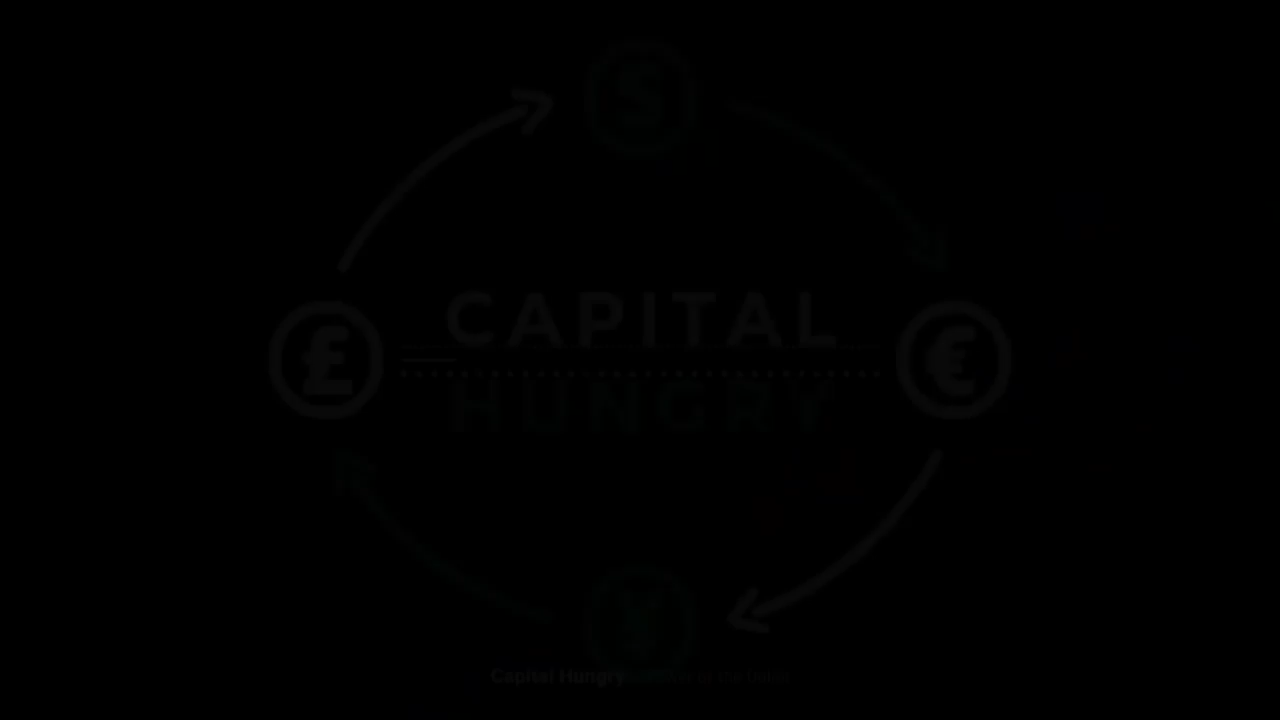 $
CAPITAL
£ €
HUNGRY
¥
Capital Hungry